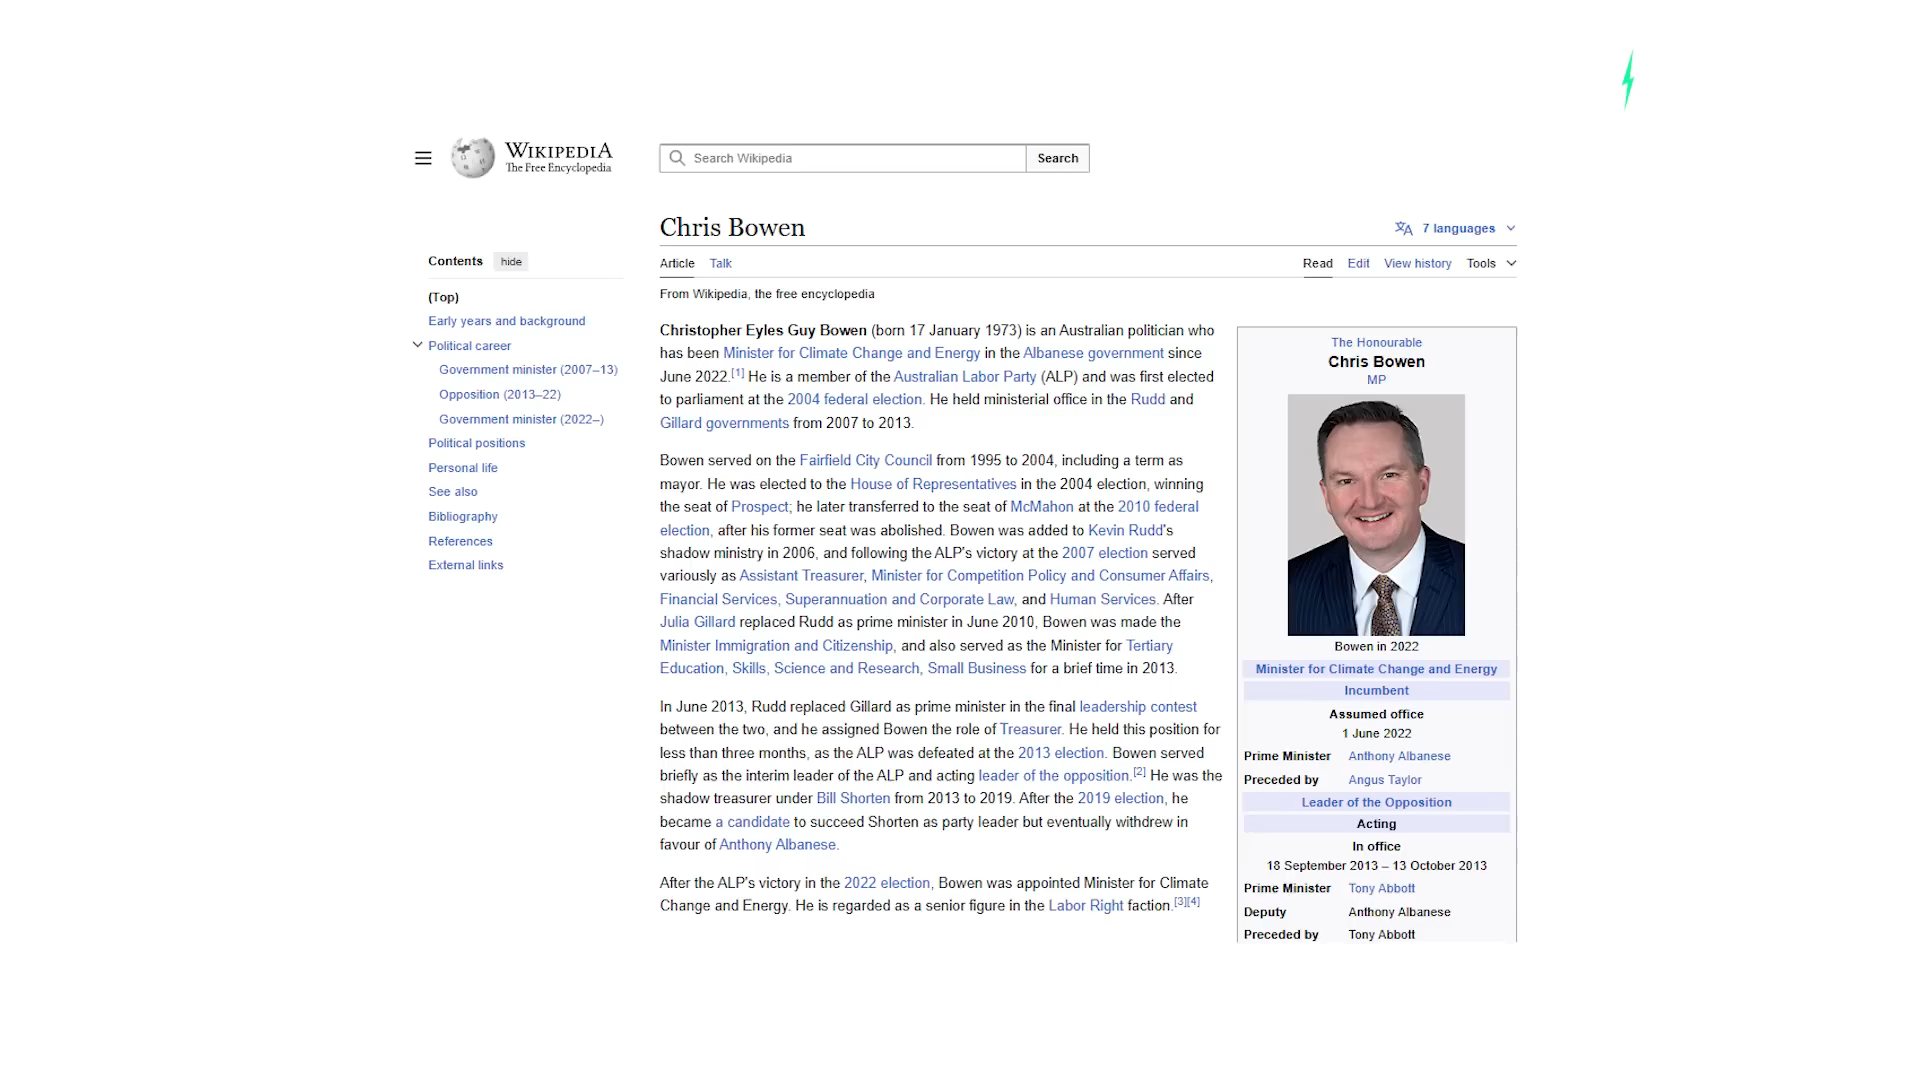 WIKIPEDIA
The Free Encyclopedia
Search Wikipedia
Search
Chris Bowen
7 languages
Article Talk
Read Edit View history Tools
From Wikipedia, the free encyclopedia
Contents hide
(Top)
Early years and background
Political career
Government minister (2007–13)
Opposition (2013–22)
Government minister (2022–)
Political positions
Personal life
See also
Bibliography
References
External links
Christopher Eyles Guy Bowen (born 17 January 1973) is an Australian politician who
has been Minister for Climate Change and Energy in the Albanese government since
June 2022.[1] He is a member of the Australian Labor Party (ALP) and was first elected
to parliament at the 2004 federal election. He held ministerial office in the Rudd and
Gillard governments from 2007 to 2013.
Bowen served on the Fairfield City Council from 1995 to 2004, including a term as
mayor. He was elected to the House of Representatives in the 2004 election, winning
the seat of Prospect; he later transferred to the seat of McMahon at the 2010 federal
election, after his former seat was abolished. Bowen was added to Kevin Rudd's
shadow ministry in 2006, and following the ALP's victory at the 2007 election served
variously as Assistant Treasurer, Minister for Competition Policy and Consumer Affairs,
Financial Services, Superannuation and Corporate Law, and Human Services. After
Julia Gillard replaced Rudd as prime minister in June 2010, Bowen was made the
Minister Immigration and Citizenship, and also served as the Minister for Tertiary
Education, Skills, Science and Research, Small Business for a brief time in 2013.
In June 2013, Rudd replaced Gillard as prime minister in the final leadership contest
between the two, and he assigned Bowen the role of Treasurer. He held this position for
less than three months, as the ALP was defeated at the 2013 election. Bowen served
briefly as the interim leader of the ALP and acting leader of the opposition.[2] He was the
shadow treasurer under Bill Shorten from 2013 to 2019. After the 2019 election, he
became a candidate to succeed Shorten as party leader but eventually withdrew in
favour of Anthony Albanese.
After the ALP's victory in the 2022 election, Bowen was appointed Minister for Climate
Change and Energy. He is regarded as a senior figure in the Labor Right faction.[3][4]
The Honourable
Chris Bowen
MP
Bowen in 2022
Minister for Climate Change and Energy
Incumbent
Assumed office
1 June 2022
Prime Minister Anthony Albanese
Preceded by Angus Taylor
Leader of the Opposition
Acting
In office
18 September 2013 – 13 October 2013
Prime Minister Tony Abbott
Deputy Anthony Albanese
Preceded by Tony Abbott